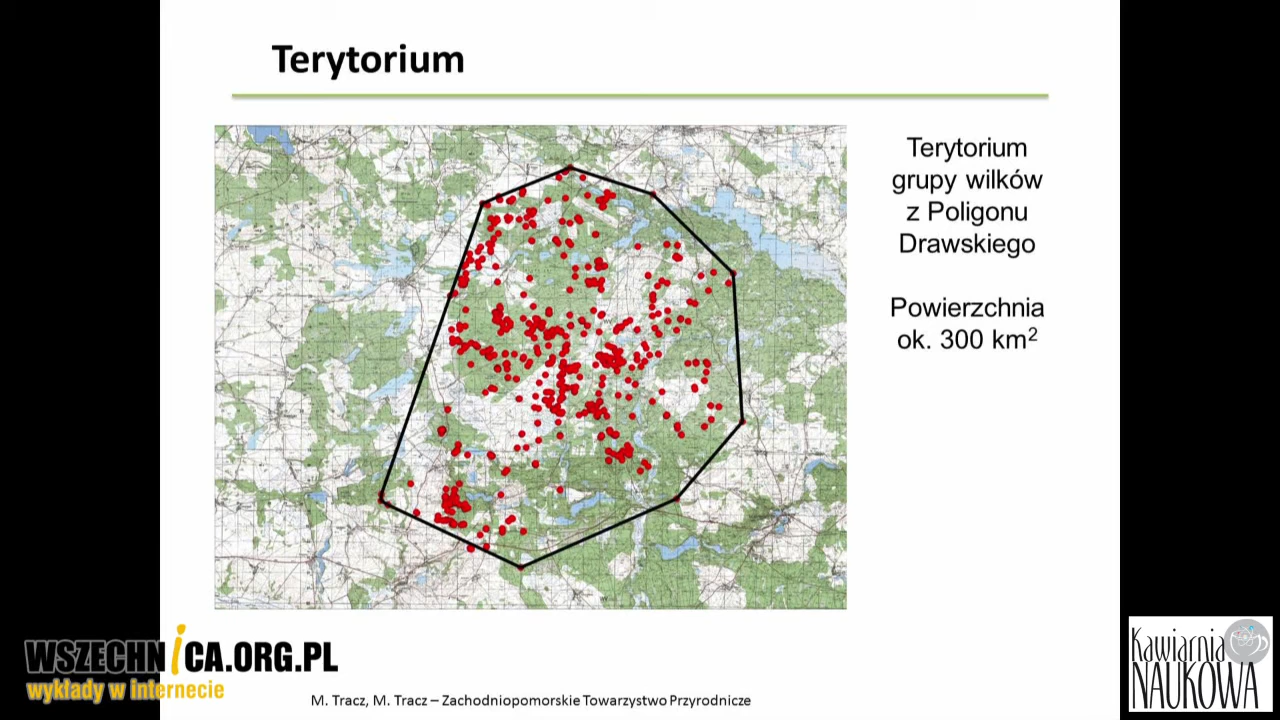 Terytorium
Terytorium
grupy wilków
z Poligonu
Drawskiego
Powierzchnia
ok. 300 km²
WSZECHNiCA.ORG.PL
wykłady w internecie
M. Tracz, M. Tracz – Zachodniopomorskie Towarzystwo Przyrodnicze
Kawiarnia
NAUKOWA